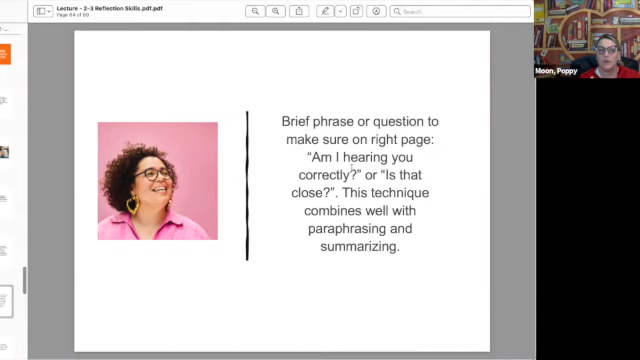 Lecture - 2-3 Reflection Skills.pdf.pdf
Page 64 of 80
Search
Moon, Poppy
Brief phrase or question to
make sure on right page:
“Am I hearing you
correctly?” or “Is that
close?”. This technique
combines well with
paraphrasing and
summarizing.